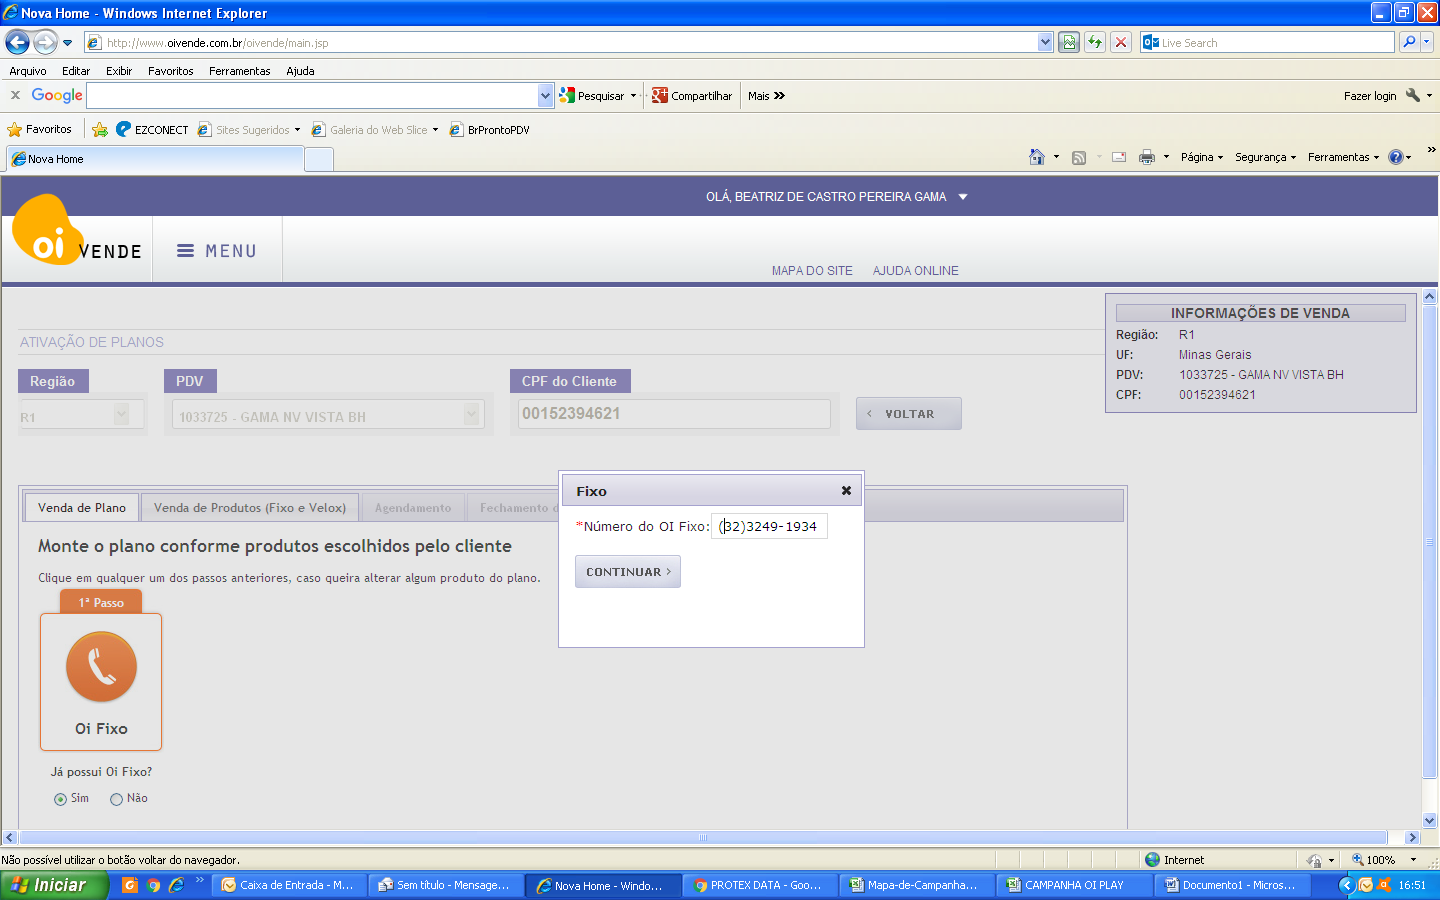 Nova Home - Windows Internet Explorer
http://www.oivende.com.br/oivende/main.jsp
Live Search
Arquivo Editar Exibir Favoritos Ferramentas Ajuda
x Google Pesquisar Compartilhar Mais »
Fazer login
Favoritos EZCONECT Sites Sugeridos Galeria do Web Slice BrProntoPDV
Nova Home
Página Segurança Ferramentas »
OLÁ, BEATRIZ DE CASTRO PEREIRA GAMA
oi VENDE
MENU
MAPA DO SITE AJUDA ONLINE
INFORMAÇÕES DE VENDA
Região: R1
UF: Minas Gerais
PDV: 1033725 - GAMA NV VISTA BH
CPF: 00152394621
ATIVAÇÃO DE PLANOS
Região PDV CPF do Cliente
R1 1033725 - GAMA NV VISTA BH 00152394621
‹ VOLTAR
Venda de Plano Venda de Produtos (Fixo e Velox) Agendamento Fechamento d
Fixo
*Número do OI Fixo: (32)3249-1934
CONTINUAR ›
Monte o plano conforme produtos escolhidos pelo cliente
Clique em qualquer um dos passos anteriores, caso queira alterar algum produto do plano.
1º Passo
Oi Fixo
Já possui Oi Fixo?
Sim Não
Não possível utilizar o botão voltar do navegador.
Internet 100%
Iniciar » Caixa de Entrada - M... Sem título - Mensage... Nova Home - Windo... PROTEX DATA - Goo... Mapa-de-Campanha... CAMPANHA OI PLAY Documento1 - Micros... 16:51